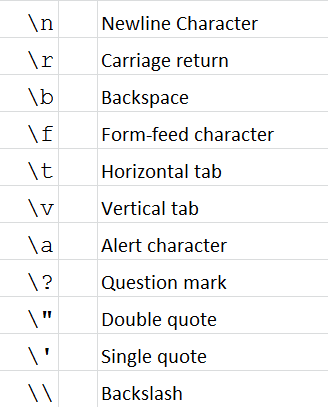 \n Newline Character
\r Carriage return
\b Backspace
\f Form-feed character
\t Horizontal tab
\v Vertical tab
\a Alert character
\? Question mark
\" Double quote
\' Single quote
\\ Backslash